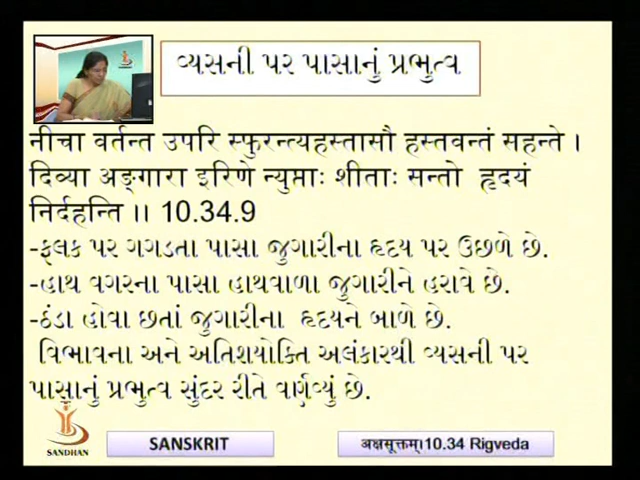 વ્યસની પર પાસાનું પ્રભુત્વ
नीचा वर्तन्त उपरि स्फुरन्त्यहस्तासौ हस्तवन्तं सहन्ते ।
दिव्या अङ्गारा इरिणे न्युप्ताः शीताः सन्तो हृदयं
निर्दहन्ति ।। 10.34.9
-ફલક પર ગગડતા પાસા જુગારીના હૃદય પર ઉછળે છે.
-હાથ વગરના પાસા હાથવાળા જુગારીને હરાવે છે.
-ઠંડા હોવા છતાં જુગારીના હૃદયને બાળે છે.
વિભાવના અને અતિશયોક્તિ અલંકારથી વ્યસની પર
પાસાનું પ્રભુત્વ સુંદર રીતે વાર્ણવ્યું છે.
SANDHAN
SANSKRIT
अक्षसूक्तम्।10.34 Rigveda